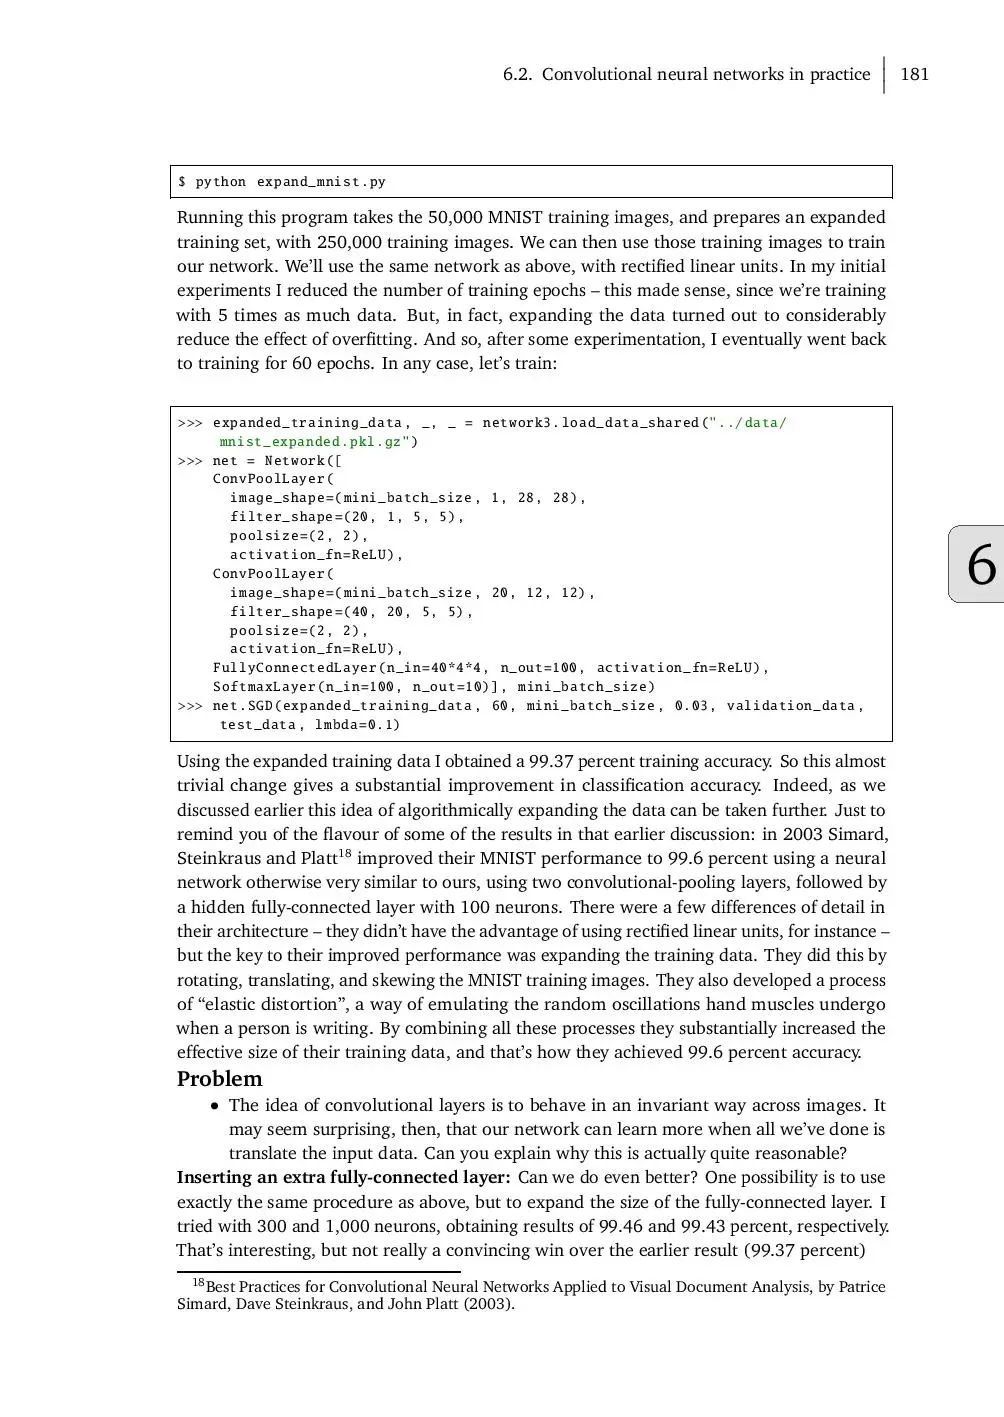 6.2. Convolutional neural networks in practice 181
$ python expand_mnist.py
Running this program takes the 50,000 MNIST training images, and prepares an expanded
training set, with 250,000 training images. We can then use those training images to train
our network. We’ll use the same network as above, with rectified linear units. In my initial
experiments I reduced the number of training epochs – this made sense, since we’re training
with 5 times as much data. But, in fact, expanding the data turned out to considerably
reduce the effect of overfitting. And so, after some experimentation, I eventually went back
to training for 60 epochs. In any case, let’s train:
>>> expanded_training_data, _, _ = network3.load_data_shared("../data/
mnist_expanded.pkl.gz")
>>> net = Network([
ConvPoolLayer(
image_shape=(mini_batch_size, 1, 28, 28),
filter_shape=(20, 1, 5, 5),
poolsize=(2, 2),
activation_fn=ReLU),
ConvPoolLayer(
image_shape=(mini_batch_size, 20, 12, 12),
filter_shape=(40, 20, 5, 5),
poolsize=(2, 2),
activation_fn=ReLU),
FullyConnectedLayer(n_in=40*4*4, n_out=100, activation_fn=ReLU),
SoftmaxLayer(n_in=100, n_out=10)], mini_batch_size)
>>> net.SGD(expanded_training_data, 60, mini_batch_size, 0.03, validation_data,
test_data, lmbda=0.1)
6
Using the expanded training data I obtained a 99.37 percent training accuracy. So this almost
trivial change gives a substantial improvement in classification accuracy. Indeed, as we
discussed earlier this idea of algorithmically expanding the data can be taken further. Just to
remind you of the flavour of some of the results in that earlier discussion: in 2003 Simard,
Steinkraus and Platt18 improved their MNIST performance to 99.6 percent using a neural
network otherwise very similar to ours, using two convolutional-pooling layers, followed by
a hidden fully-connected layer with 100 neurons. There were a few differences of detail in
their architecture – they didn’t have the advantage of using rectified linear units, for instance –
but the key to their improved performance was expanding the training data. They did this by
rotating, translating, and skewing the MNIST training images. They also developed a process
of “elastic distortion”, a way of emulating the random oscillations hand muscles undergo
when a person is writing. By combining all these processes they substantially increased the
effective size of their training data, and that’s how they achieved 99.6 percent accuracy.
Problem
• The idea of convolutional layers is to behave in an invariant way across images. It
may seem surprising, then, that our network can learn more when all we’ve done is
translate the input data. Can you explain why this is actually quite reasonable?
Inserting an extra fully-connected layer: Can we do even better? One possibility is to use
exactly the same procedure as above, but to expand the size of the fully-connected layer. I
tried with 300 and 1,000 neurons, obtaining results of 99.46 and 99.43 percent, respectively.
That’s interesting, but not really a convincing win over the earlier result (99.37 percent)
18Best Practices for Convolutional Neural Networks Applied to Visual Document Analysis, by Patrice
Simard, Dave Steinkraus, and John Platt (2003).